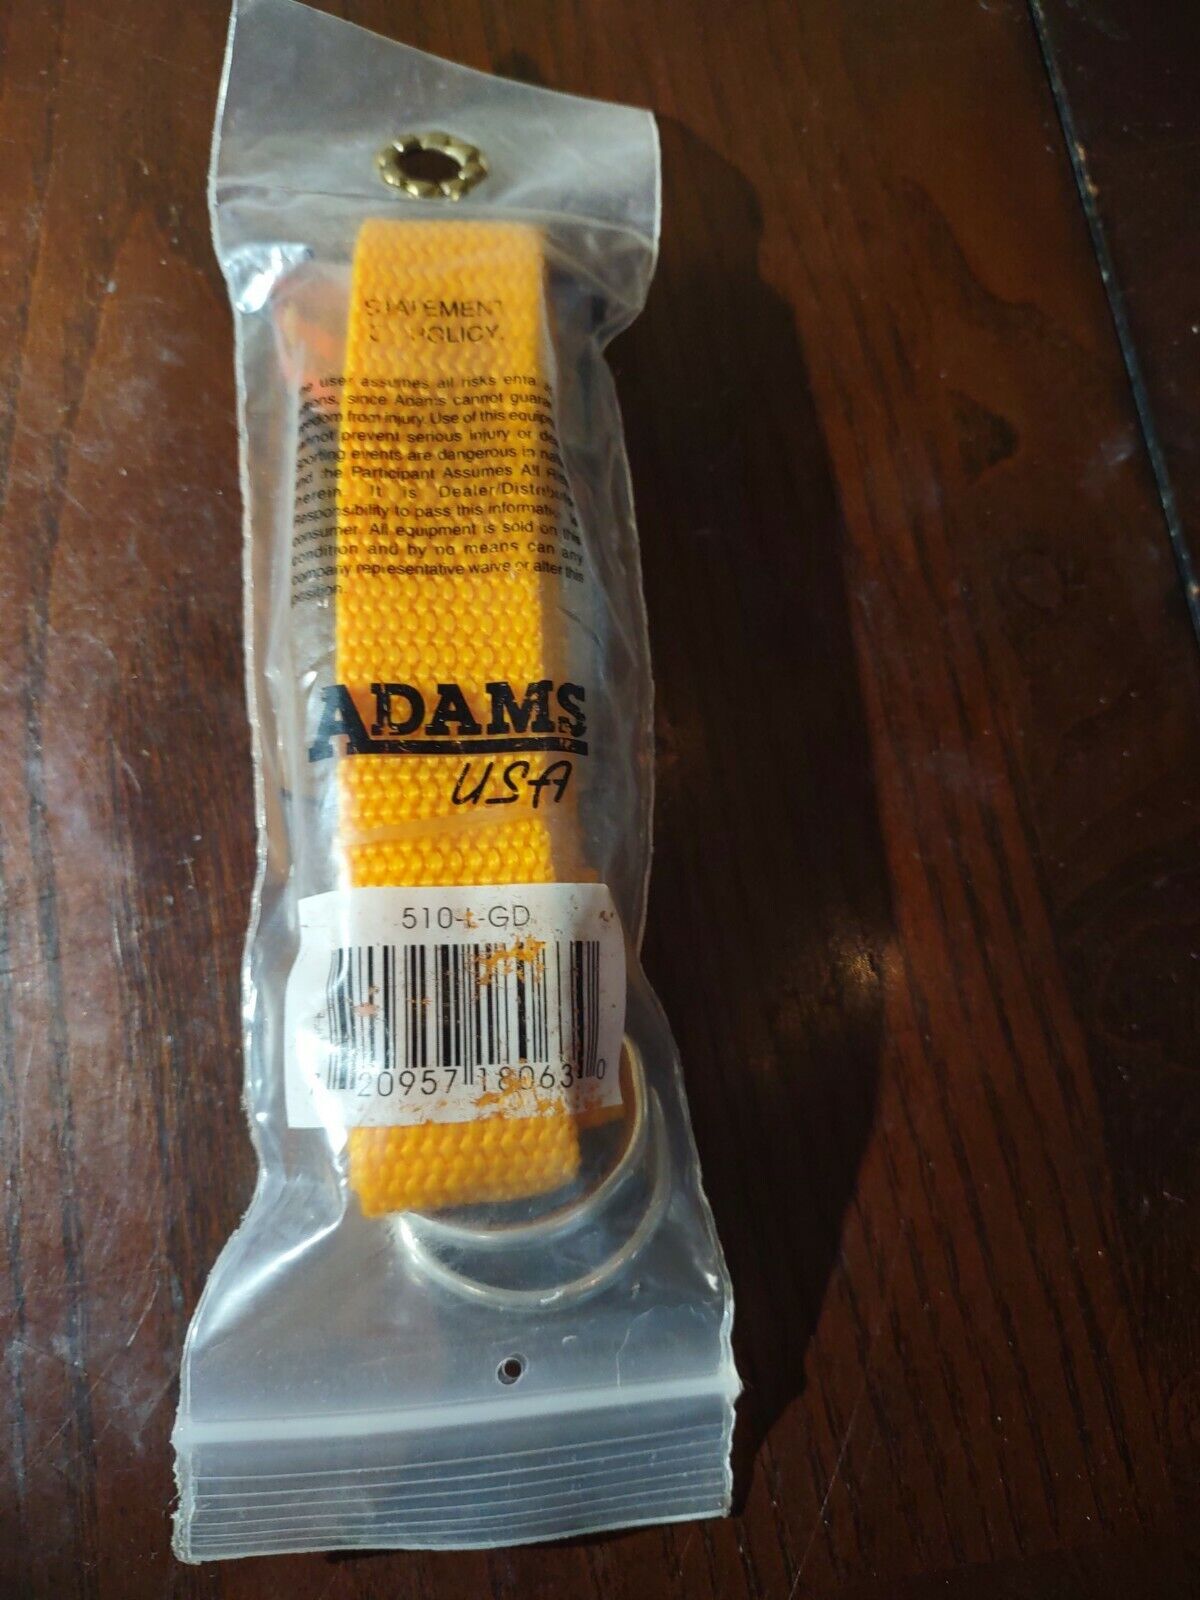 STATEMENT
POLICY.
user assumes all risks
since Adams cannot
from injury. Use of this
prevent serious injury or
sporting events are dangerous in
and the Participant Assumes All
herein. It is Dealer/Distributor
Responsibility to pass this information
consumer. All equipment is sold on this
condition and by no means can any
company representative waive or alter this
position.
ADAMS
USA
510-L-GD
7 20957 18063 0